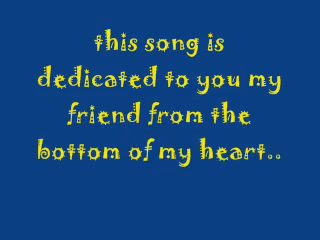 this song is
dedicated to you my
friend from the
bottom of my heart..